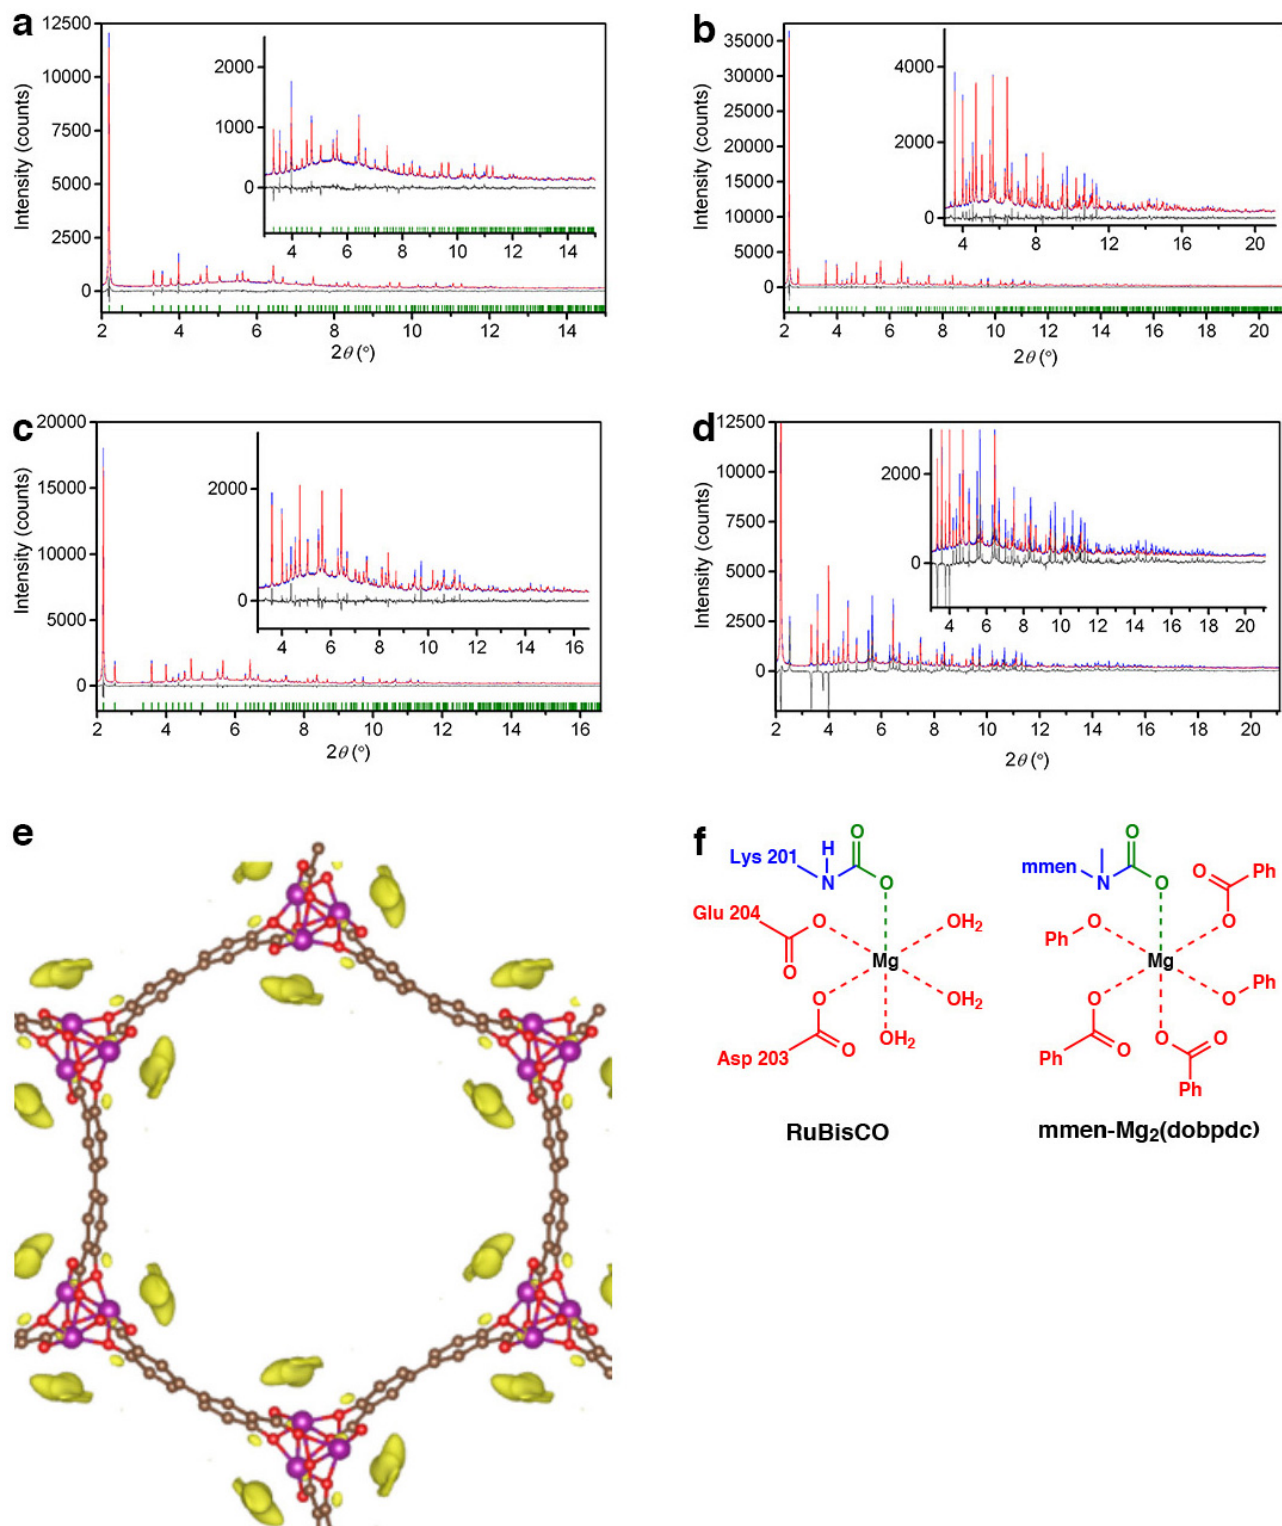 a
12500
10000
7500
5000
2500
0
Intensity (counts)
2000
1000
0
4 6 8 10 12 14
2 4 6 8 10 12 14
2θ (°)
b
35000
30000
25000
20000
15000
10000
5000
0
Intensity (counts)
4000
2000
0
4 6 8 10 12 14 16 18 20
2 4 6 8 10 12 14 16 18 20
2θ (°)
c
20000
15000
10000
5000
0
Intensity (counts)
2000
0
4 6 8 10 12 14 16
2 4 6 8 10 12 14 16
2θ (°)
d
12500
10000
7500
5000
2500
0
Intensity (counts)
2000
0
4 6 8 10 12 14 16 18 20
2 4 6 8 10 12 14 16 18 20
2θ (°)
e
f
O
H
Lys 201
N
O
Glu 204
O
OH2
Mg
O
O
OH2
Asp 203
O
OH2
RuBisCO
O
mmen
N
O
O
Ph
O
O
Ph
Mg
O
O
Ph
Ph
O
O
O
Ph
mmen-Mg2(dobpdc)